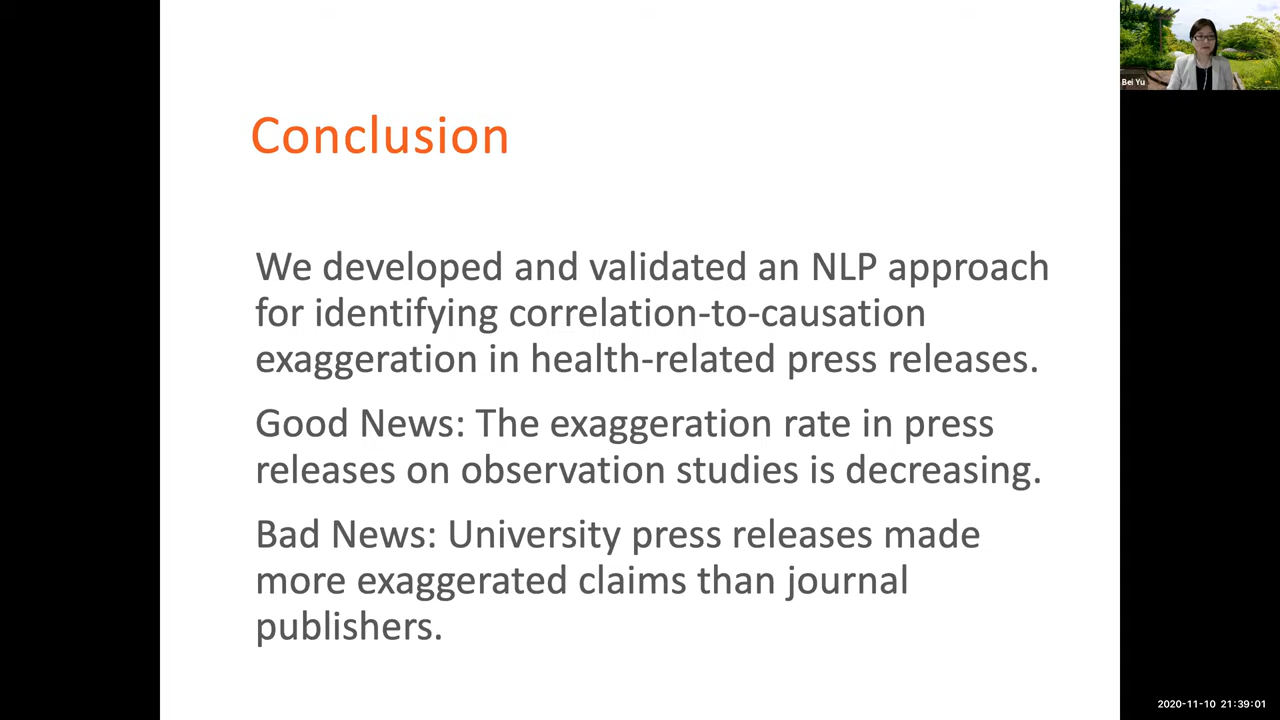 Conclusion
We developed and validated an NLP approach
for identifying correlation-to-causation
exaggeration in health-related press releases.
Good News: The exaggeration rate in press
releases on observation studies is decreasing.
Bad News: University press releases made
more exaggerated claims than journal
publishers.
Bei Yu
2020-11-10 21:39:01